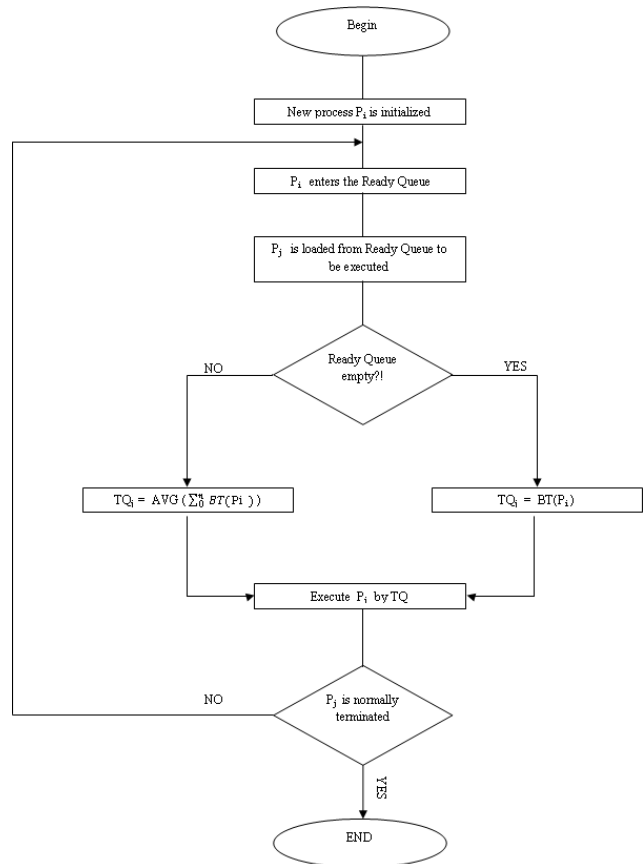 Begin
New process Pᵢ is initialized
Pᵢ enters the Ready Queue
Pⱼ is loaded from Ready Queue to
be executed
Ready Queue
empty?!
NO
YES
TQᵢ = AVG (∑₀ⁿ BT(Pi ))
TQᵢ = BT(Pᵢ)
Execute Pᵢ by TQ
Pⱼ is normally
terminated
NO
YES
END